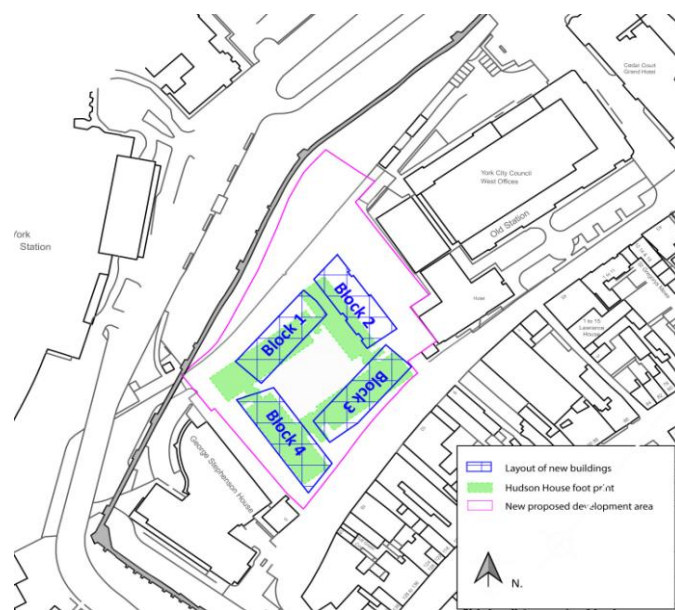 Cedar Court
Grand Hotel
York City Council
West Offices
Old Station
York
Station
Block 1
Block 2
Block 3
Block 4
1 to 15
Lawrance
House
George Stephenson House
Layout of new buildings
Hudson House foot print
New proposed development area
N.